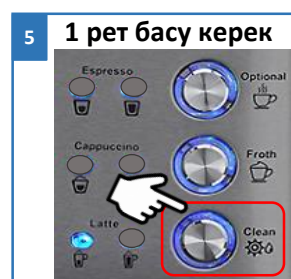 5
1 рет басу керек
Espresso
Optional
Cappuccino
Froth
Latte
Clean